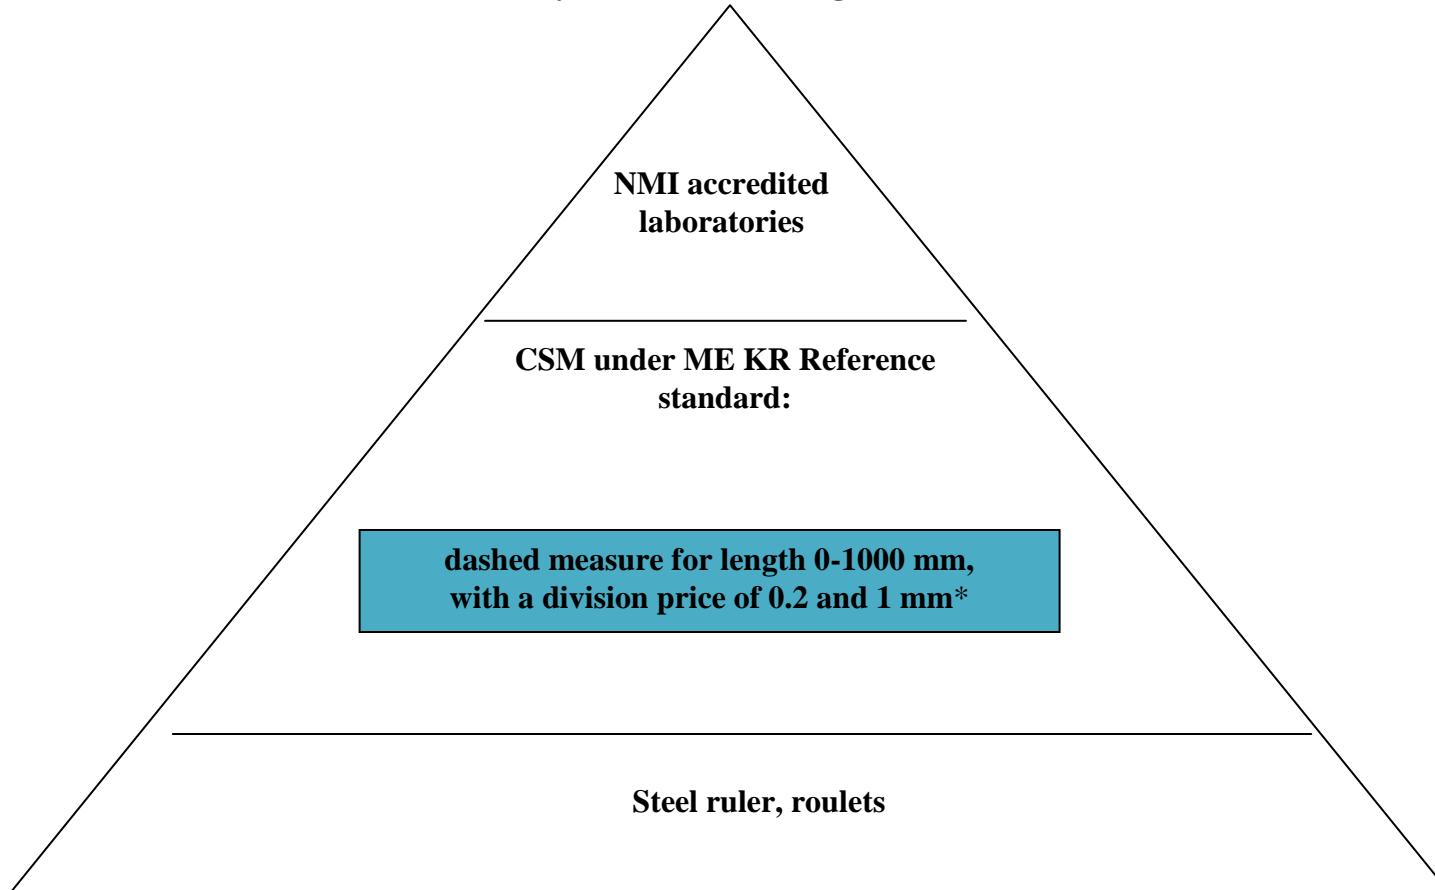 NMI accredited
laboratories
CSM under ME KR Reference
standard:
dashed measure for length 0-1000 mm,
with a division price of 0.2 and 1 mm*
Steel ruler, roulets